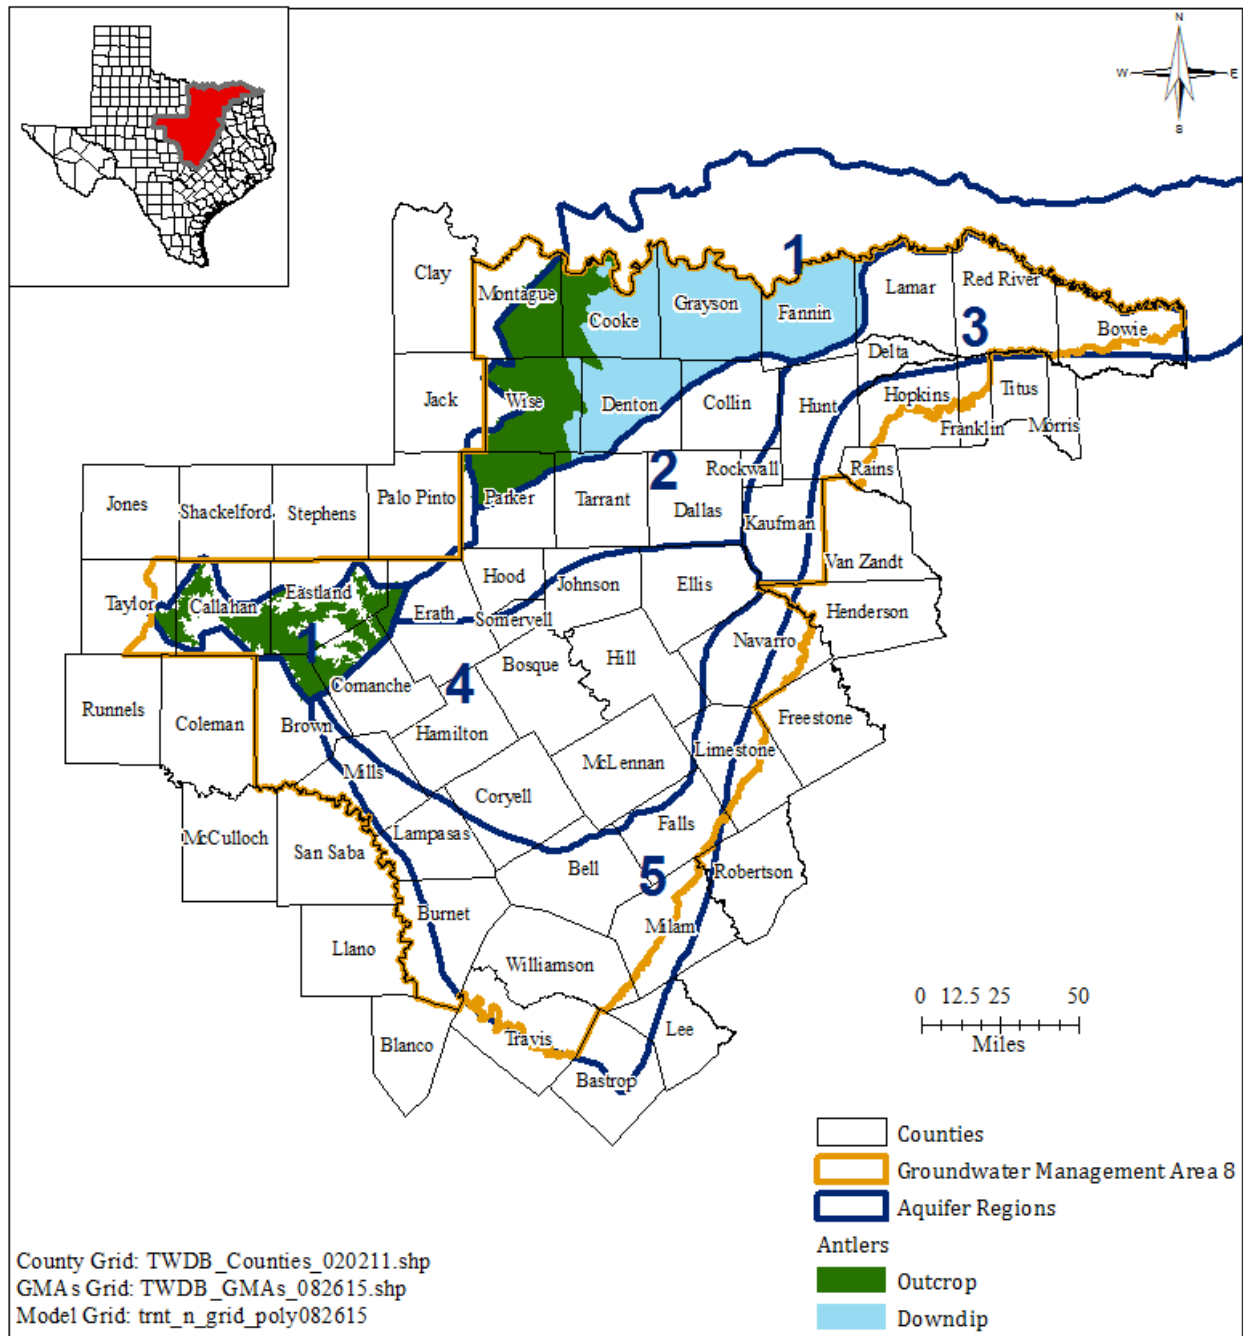 N
W E
S
1
Clay
Montague
Cooke
Grayson
Fannin
Lamar
Red River
Bowie
3
Delta
Jack
Wise
Denton
Collin
Hunt
Hopkins
Titus
Franklin
Morris
2
Rockwall
Rains
Jones
Shackelford
Stephens
Palo Pinto
Parker
Tarrant
Dallas
Kaufman
Van Zandt
Taylor
Callahan
Eastland
Erath
Hood
Johnson
Ellis
Somervell
Henderson
1
Navarro
Comanche
4
Bosque
Hill
Runnels
Coleman
Brown
Hamilton
Freestone
Mills
McLennan
Limestone
Coryell
McCulloch
San Saba
Lampasas
Falls
Bell
5
Robertson
Burnet
Milam
Llano
Williamson
Blanco
Travis
Lee
Bastrop
0 12.5 25 50
Miles
Counties
Groundwater Management Area 8
Aquifer Regions
Antlers
Outcrop
Downdip
County Grid: TWDB_Counties_020211.shp
GMAs Grid: TWDB_GMAs_082615.shp
Model Grid: trnt_n_grid_poly082615